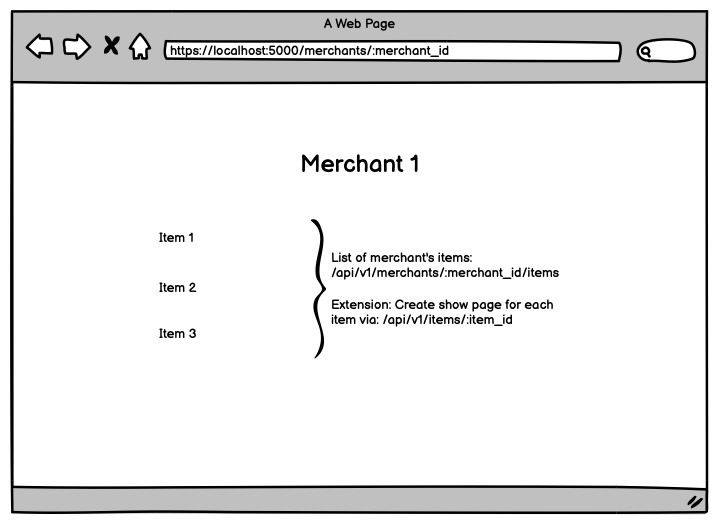 A Web Page
https://localhost:5000/merchants/:merchant_id
Merchant 1
Item 1
Item 2
Item 3
List of merchant's items:
/api/v1/merchants/:merchant_id/items
Extension: Create show page for each
item via: /api/v1/items/:item_id